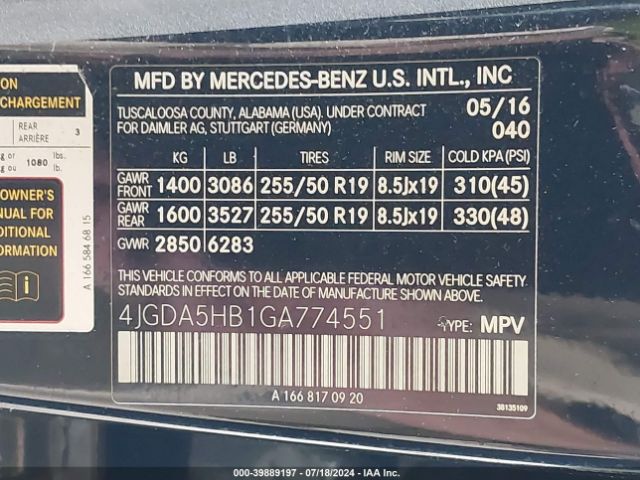 ON
CHARGEMENT
REAR
ARRIÈRE
3
g or
g ou 1080 lbs.
lb.
OWNER'S
NUAL FOR
DITIONAL
ORMATION
A 166 584 68 15
MFD BY MERCEDES-BENZ U.S. INTL., INC
TUSCALOOSA COUNTY, ALABAMA (USA). UNDER CONTRACT
FOR DAIMLER AG, STUTTGART (GERMANY)
05/16
040
KG LB TIRES RIM SIZE COLD KPA (PSI)
GAWR FRONT 1400 3086 255/50 R19 8.5Jx19 310(45)
GAWR REAR 1600 3527 255/50 R19 8.5Jx19 330(48)
GVWR 2850 6283
THIS VEHICLE CONFORMS TO ALL APPLICABLE FEDERAL MOTOR VEHICLE SAFETY
STANDARDS IN EFFECT ON THE DATE OF MANUFACTURE SHOWN ABOVE.
4JGDA5HB1GA774551 TYPE: MPV
A 166 817 09 20
38135109
000-39889197 - 07/18/2024 - IAA Inc.